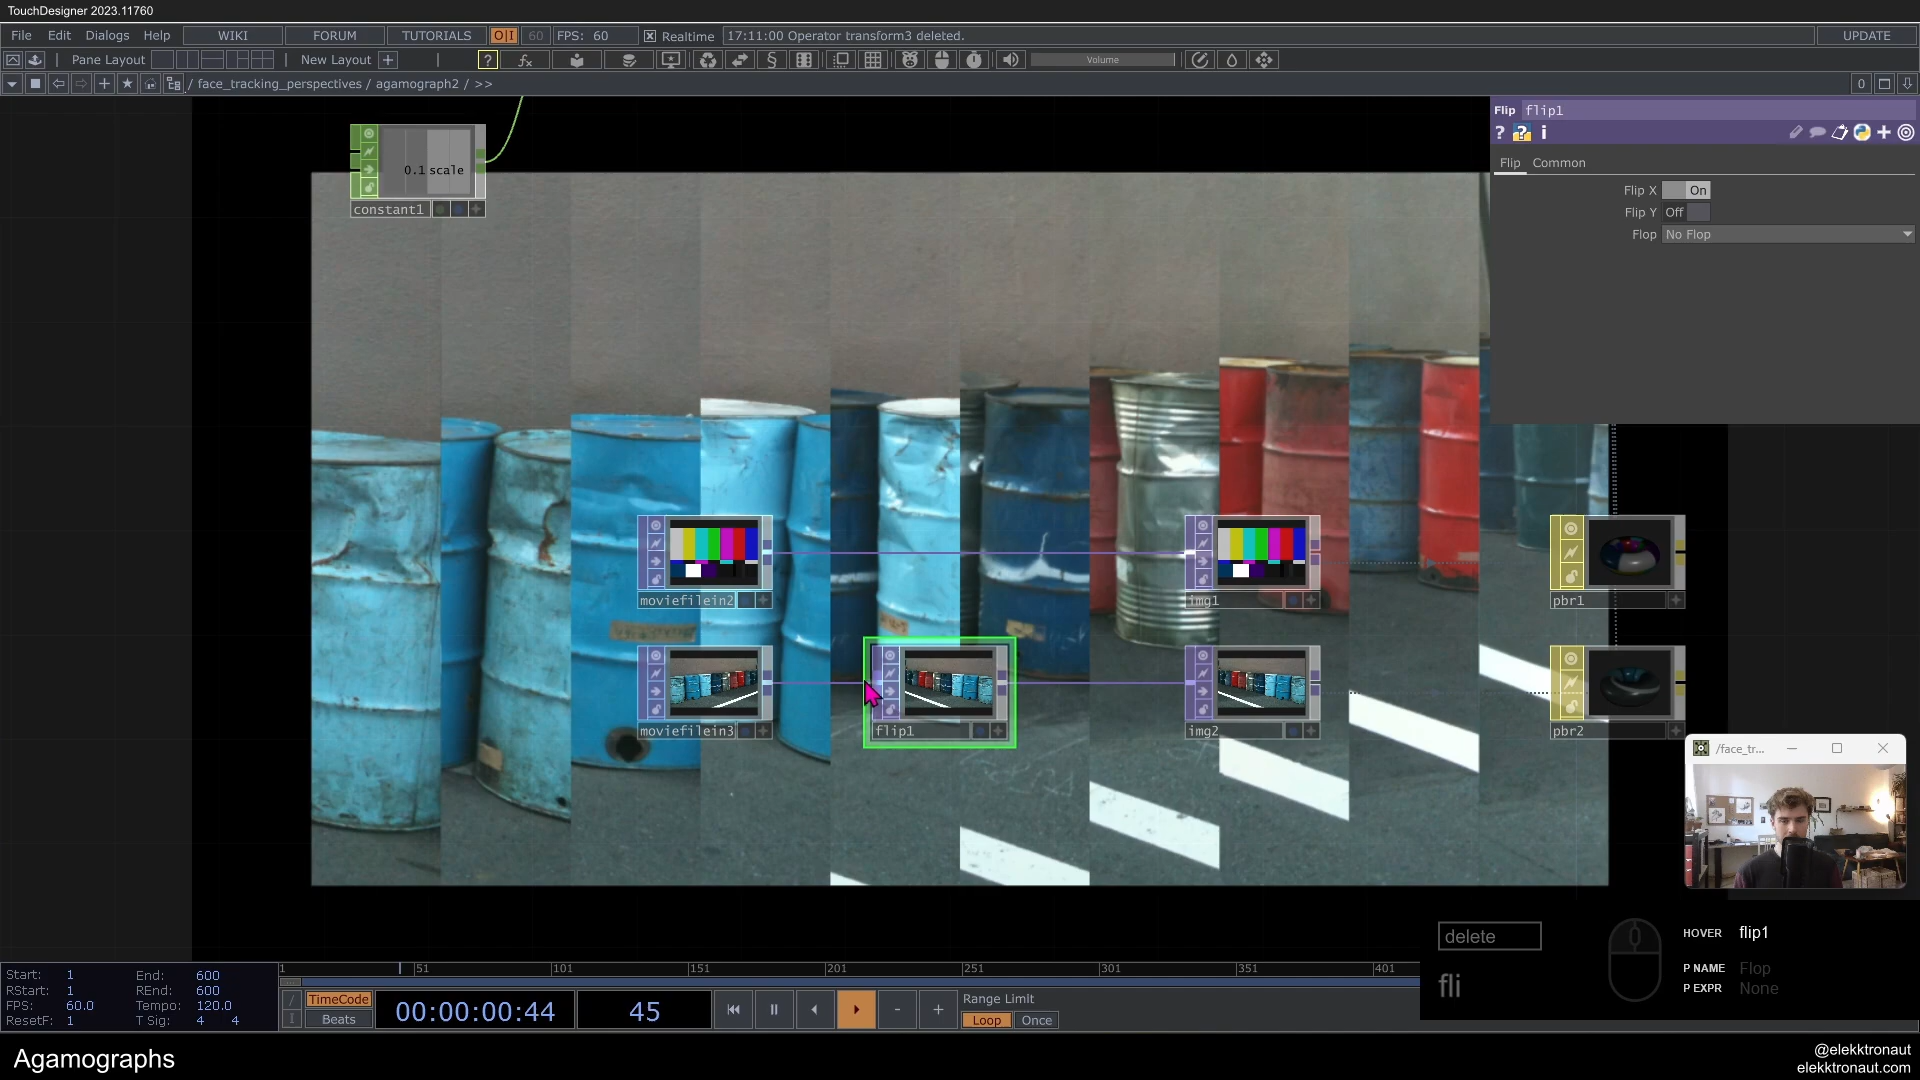 TouchDesigner 2023.11760
File Edit Dialogs Help WIKI FORUM TUTORIALS O|I 60 FPS: 60 Realtime 17:11:00 Operator transform3 deleted. UPDATE
Pane Layout New Layout + ? fx Volume
/ face_tracking_perspectives / agamograph2 / >> 0
Flip flip1
? ? i
Flip Common
Flip X On
Flip Y Off
Flop No Flop
0.1 scale
constant1
moviefilein2
img1
pbr1
moviefilein3
flip1
img2
pbr2
/face_tr...
delete
fli
HOVER flip1
P NAME Flop
P EXPR None
1 51 101 151 201 251 301 351 401
Start: 1 End: 600
RStart: 1 REnd: 600
FPS: 60.0 Tempo: 120.0
ResetF: 1 T Sig: 4 4
TimeCode
Beats
00:00:00:44
45
Range Limit
Loop Once
Agamographs
@elekktronaut
elekktronaut.com